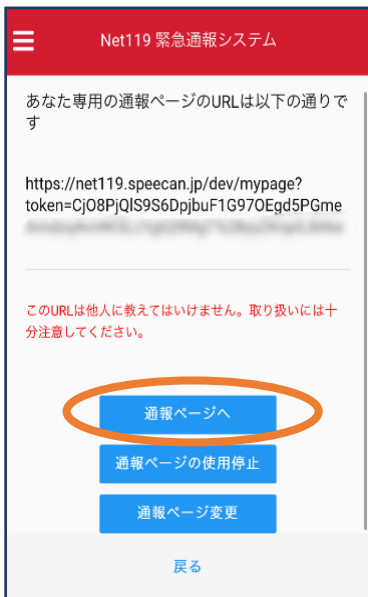 Net119 緊急通報システム
あなた専用の通報ページのURLは以下の通りで
す
https://net119.speecan.jp/dev/mypage?
token=CjO8PjQlS9S6DpjbuF1G97OEgd5PGme
このURLは他人に教えてはいけません。取り扱いには十
分注意してください。
通報ページへ
通報ページの使用停止
通報ページ変更
戻る